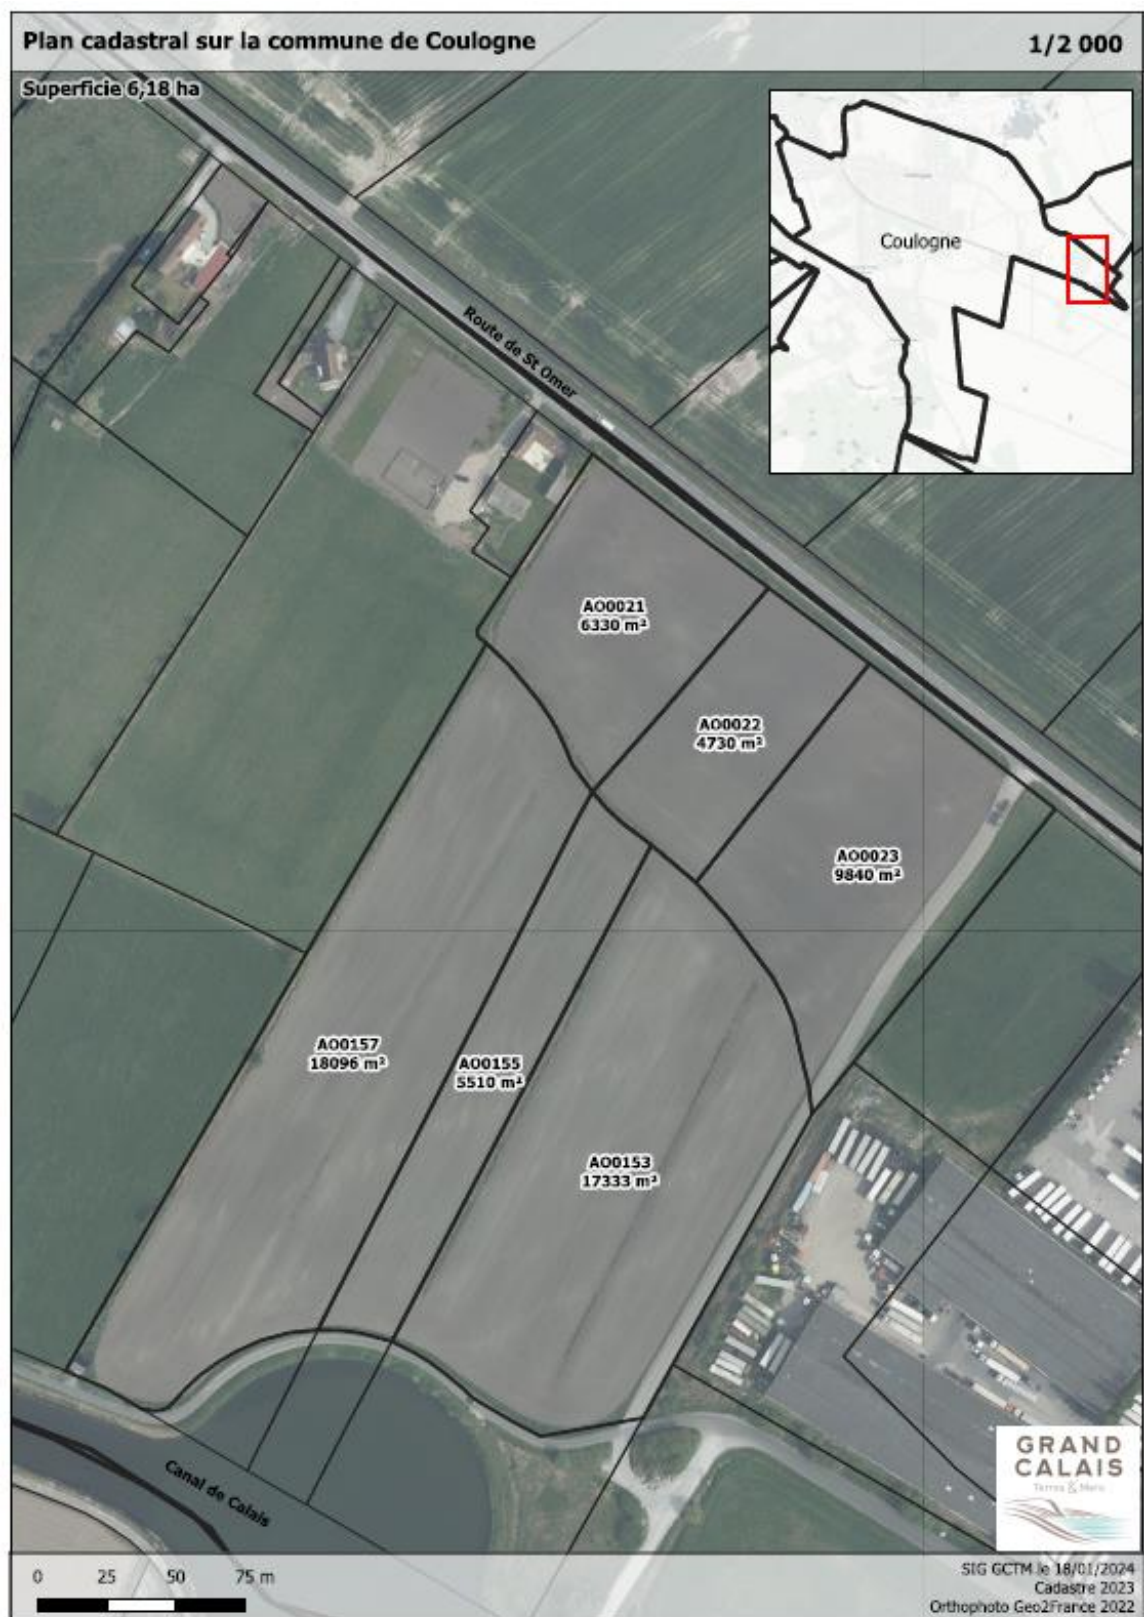 Plan cadastral sur la commune de Coulogne
1/2 000
Superficie 6,18 ha
Coulogne
Route de St Omer
AO0021
6330 m²
AO0022
4730 m²
AO0023
9840 m²
AO0157
18096 m²
AO0155
5510 m²
AO0153
17333 m²
Canal de Calais
GRAND
CALAIS
Terres & Mers
0 25 50 75 m
SIG GCTM le 18/01/2024
Cadastre 2023
Orthophoto Geo2France 2022